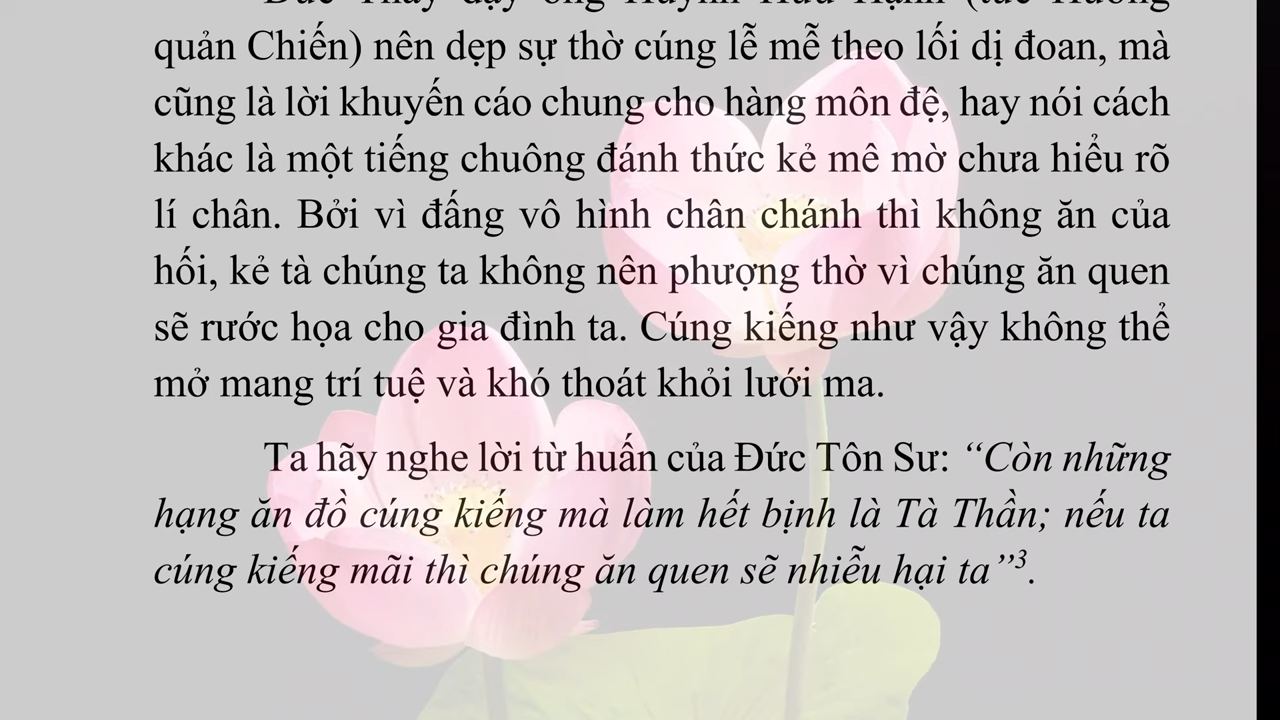 quản Chiến) nên dẹp sự thờ cúng lễ mễ theo lối dị đoan, mà
cũng là lời khuyến cáo chung cho hàng môn đệ, hay nói cách
khác là một tiếng chuông đánh thức kẻ mê mờ chưa hiểu rõ
lí chân. Bởi vì đấng vô hình chân chánh thì không ăn của
hối, kẻ tà chúng ta không nên phượng thờ vì chúng ăn quen
sẽ rước họa cho gia đình ta. Cúng kiếng như vậy không thể
mở mang trí tuệ và khó thoát khỏi lưới ma.
Ta hãy nghe lời từ huấn của Đức Tôn Sư: “Còn những
hạng ăn đồ cúng kiếng mà làm hết bịnh là Tà Thần; nếu ta
cúng kiếng mãi thì chúng ăn quen sẽ nhiễu hại ta”³.